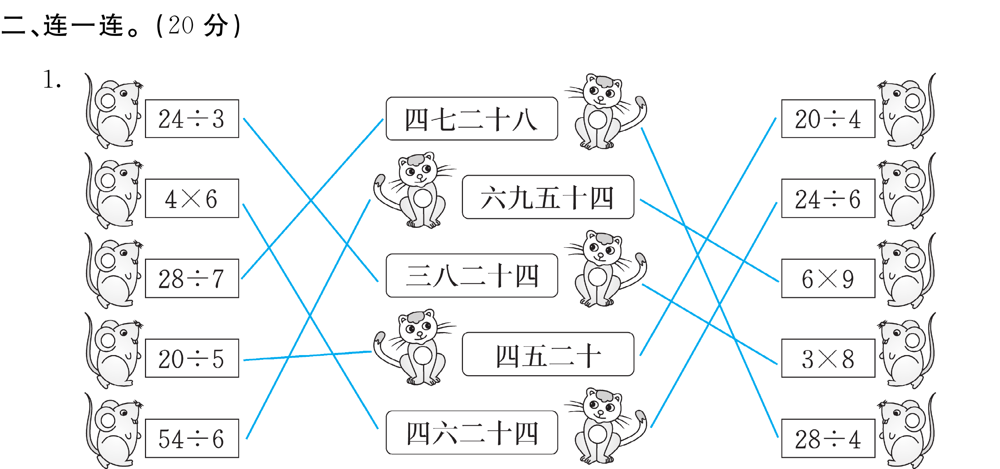 二、连一连。(20 分)
1.
24÷3 四七二十八 20÷4
4×6 六九五十四 24÷6
28÷7 三八二十四 6×9
20÷5 四五二十 3×8
54÷6 四六二十四 28÷4